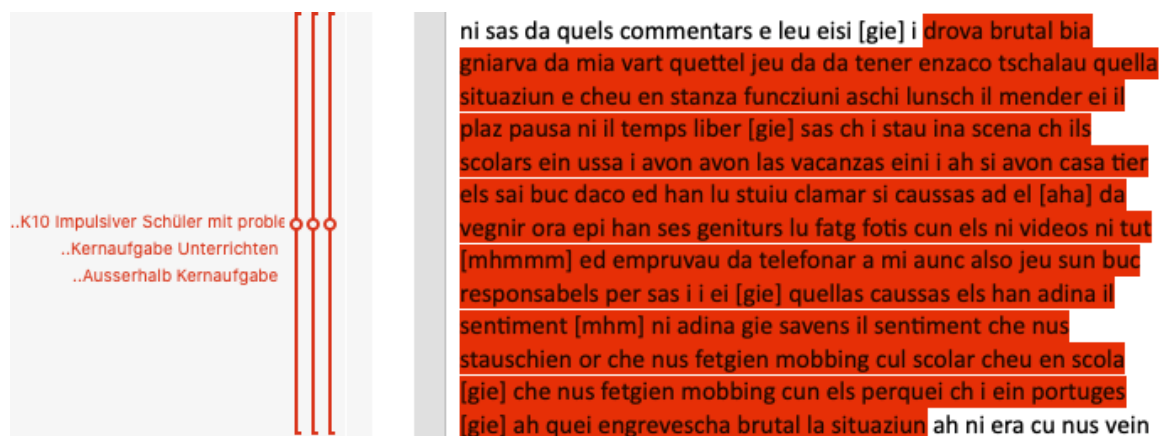 ..K10 Impulsiver Schüler mit proble
..Kernaufgabe Unterrichten
..Ausserhalb Kernaufgabe
ni sas da quels commentars e leu eisi [gie] i drova brutal bia
gniarva da mia vart quettel jeu da da tener enzaco tschalau quella
situaziun e cheu en stanza funcziuni aschi lunsch il mender ei il
plaz pausa ni il temps liber [gie] sas ch i stau ina scena ch ils
scolars ein ussa i avon avon las vacanzas eini i ah si avon casa tier
els sai buc daco ed han lu stuiu clamar si caussas ad el [aha] da
vegnir ora epi han ses geniturs lu fatg fotis cun els ni videos ni tut
[mhmmm] ed empruvau da telefonar a mi aunc also jeu sun buc
responsabels per sas i i ei [gie] quellas caussas els han adina il
sentiment [mhm] ni adina gie savens il sentiment che nus
stauschien or che nus fetgien mobbing cul scolar cheu en scola
[gie] che nus fetgien mobbing cun els perquei ch i ein portuges
[gie] ah quei engrevescha brutal la situaziun ah ni era cu nus vein